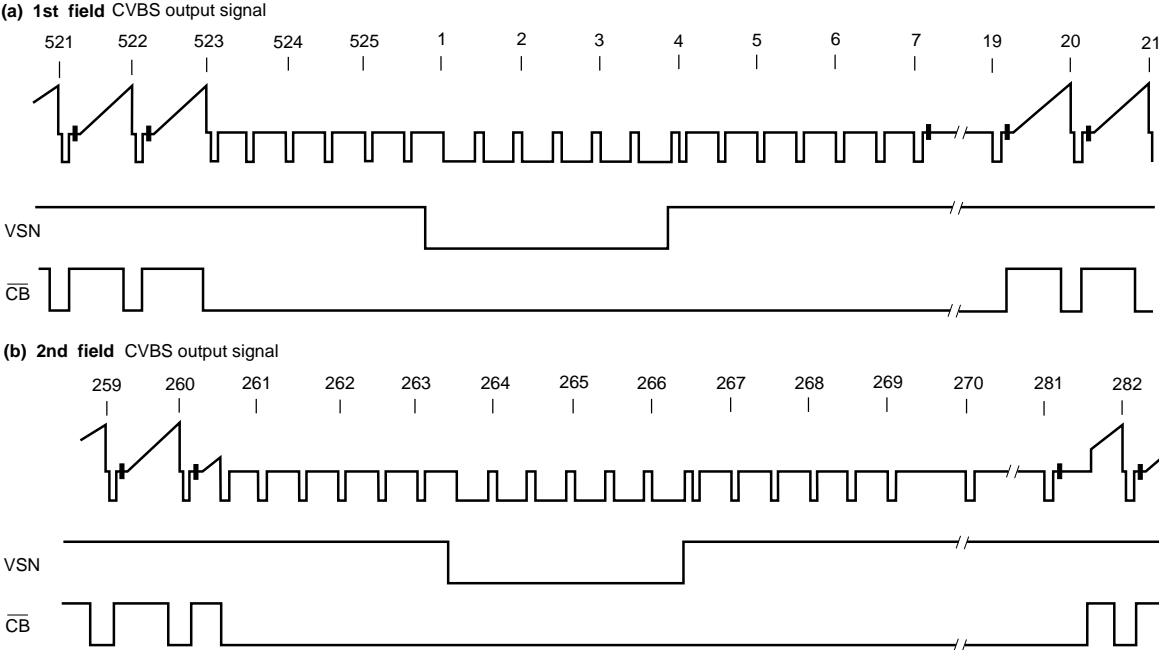 (a) 1st field CVBS output signal
521 522 523 524 525 1 2 3 4 5 6 7 19 20 21
VSN
CB
(b) 2nd field CVBS output signal
259 260 261 262 263 264 265 266 267 268 269 270 281 282
VSN
CB